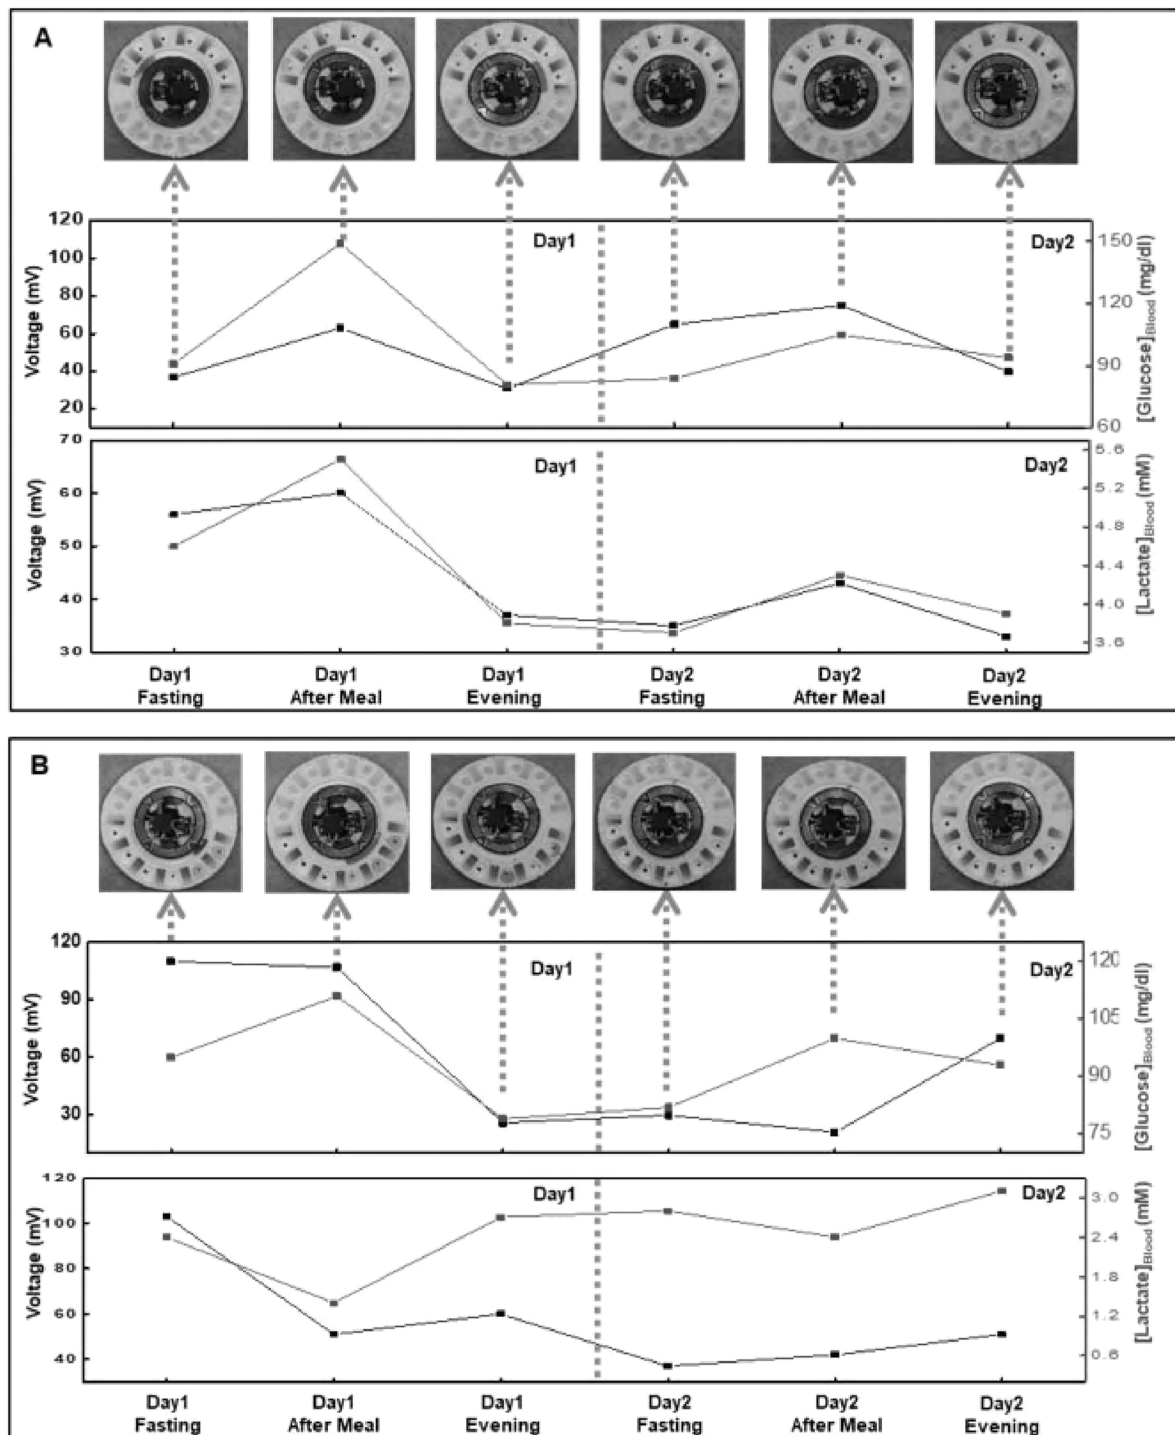 A
120
100
80
60
40
20
Voltage (mV)
Day1
Day2
150
120
90
60
[Glucose]Blood (mg/dl)
70
60
50
40
30
Voltage (mV)
Day1
Day2
5.6
5.2
4.8
4.4
4.0
3.6
[Lactate]Blood (mM)
Day1 Day1 Day1 Day2 Day2 Day2
Fasting After Meal Evening Fasting After Meal Evening
B
120
90
60
30
Voltage (mV)
Day1
Day2
120
105
90
75
[Glucose]Blood (mg/dl)
120
100
80
60
40
Voltage (mV)
Day1
Day2
3.0
2.4
1.8
1.2
0.6
[Lactate]Blood (mM)
Day1 Day1 Day1 Day2 Day2 Day2
Fasting After Meal Evening Fasting After Meal Evening